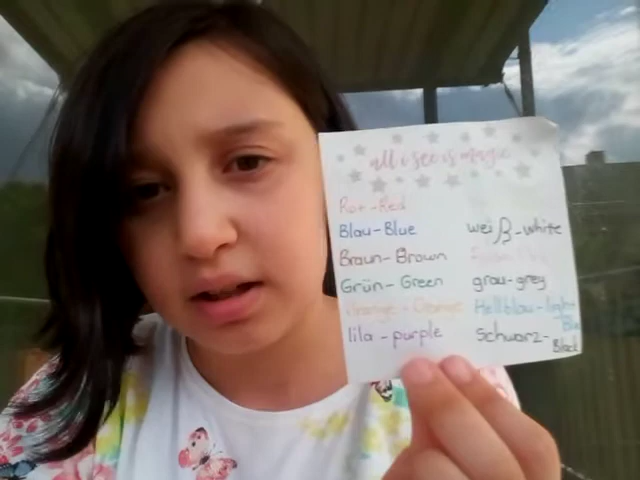 all i see is magic
Rot - Red
Blau - Blue
Braun - Brown
Grün - Green
Orange - Orange
lila - purple
weiß - white
grau - grey
Hellblau - light Blue
Schwarz - Black